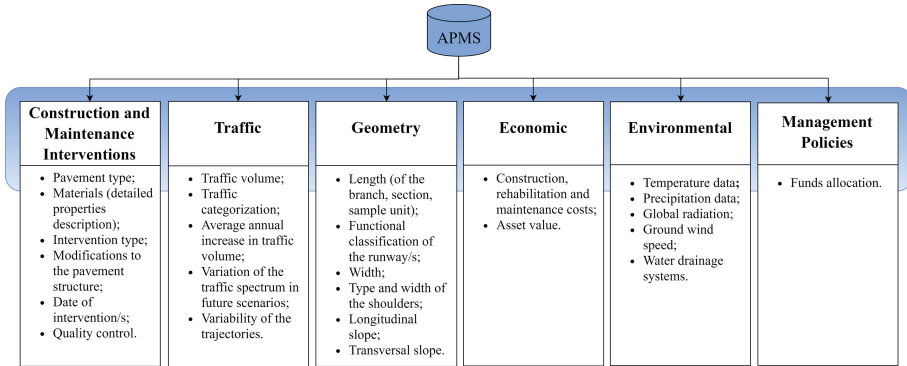 APMS
Construction and
Maintenance
Interventions
• Pavement type;
• Materials (detailed
properties
description);
• Intervention type;
• Modifications to
the pavement
structure;
• Date of
intervention/s;
• Quality control.
Traffic
• Traffic volume;
• Traffic
categorization;
• Average annual
increase in traffic
volume;
• Variation of the
traffic spectrum in
future scenarios;
• Variability of the
trajectories.
Geometry
• Length (of the
branch, section,
sample unit);
• Functional
classification of
the runway/s;
• Width;
• Type and width of
the shoulders;
• Longitudinal
slope;
• Transversal slope.
Economic
• Construction,
rehabilitation and
maintenance costs;
• Asset value.
Environmental
• Temperature data;
• Precipitation data;
• Global radiation;
• Ground wind
speed;
• Water drainage
systems.
Management
Policies
• Funds allocation.